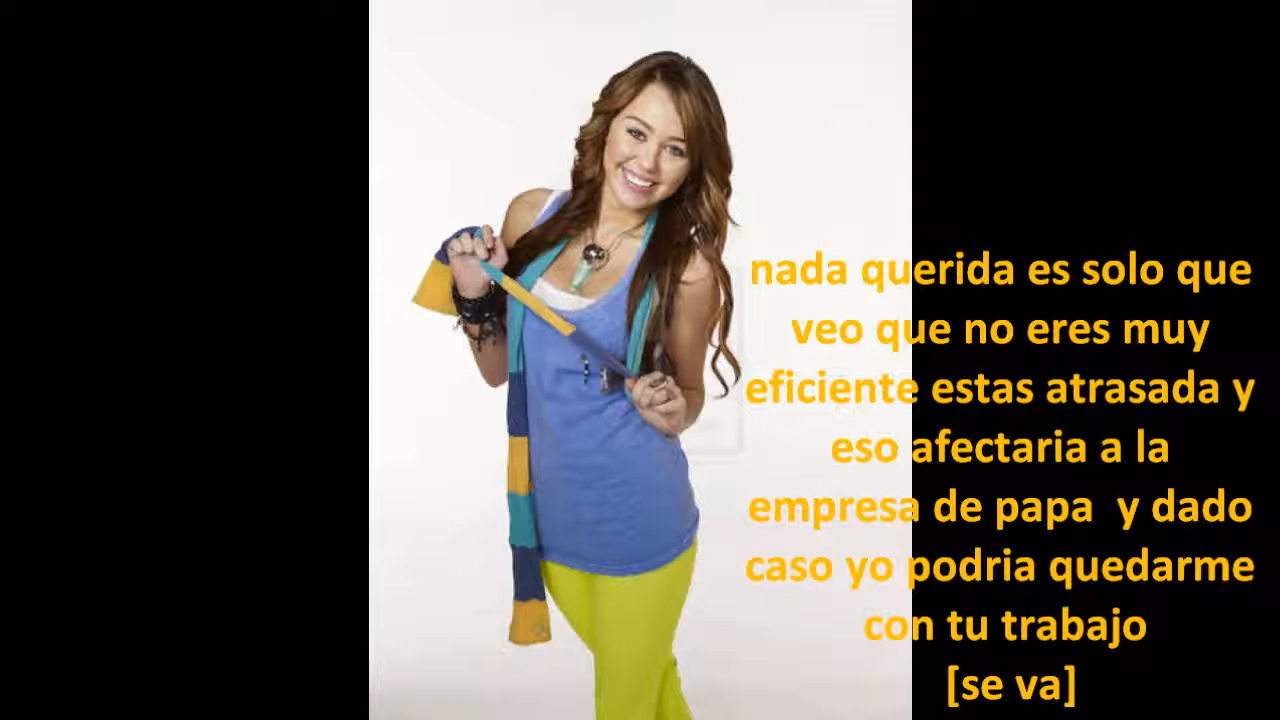 nada querida es solo que
veo que no eres muy
eficiente estas atrasada y
eso afectaria a la
empresa de papa  y dado
caso yo podria quedarme
con tu trabajo
[se va]